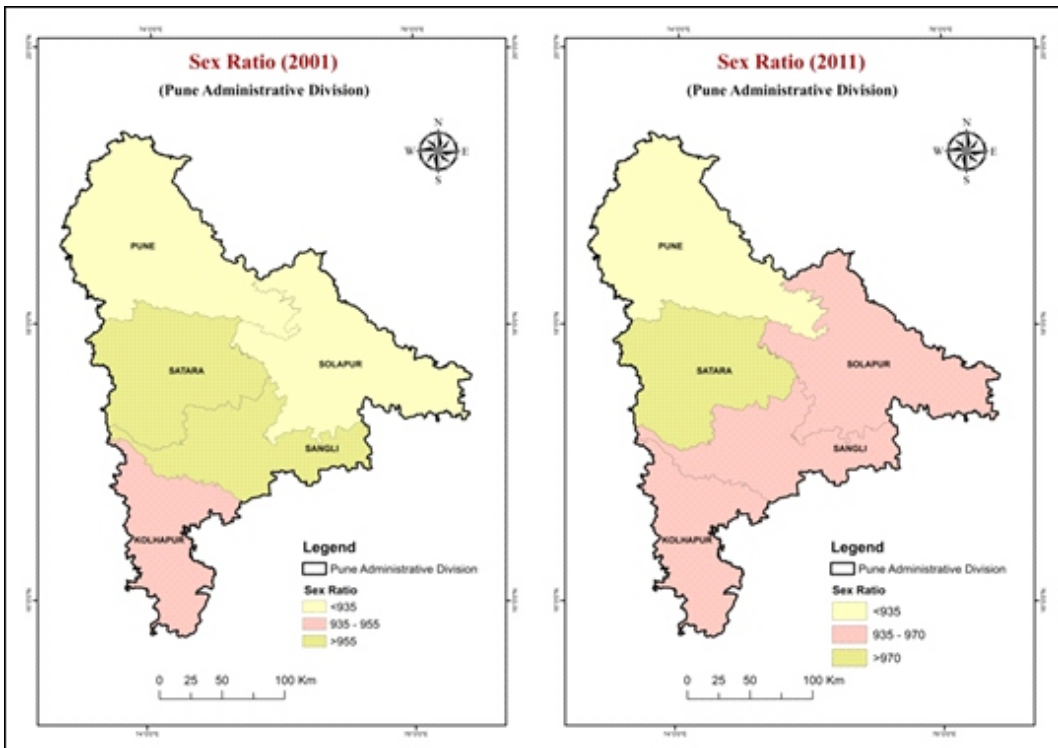 Sex Ratio (2001)
(Pune Administrative Division)
N
W E
S
PUNE
SATARA
SOLAPUR
SANGLI
KOLHAPUR
Legend
Pune Administrative Division
Sex Ratio
<935
935 - 955
>955
0 25 50 100 Km
Sex Ratio (2011)
(Pune Administrative Division)
N
W E
S
PUNE
SATARA
SOLAPUR
SANGLI
KOLHAPUR
Legend
Pune Administrative Division
Sex Ratio
<935
935 - 970
>970
0 25 50 100 Km